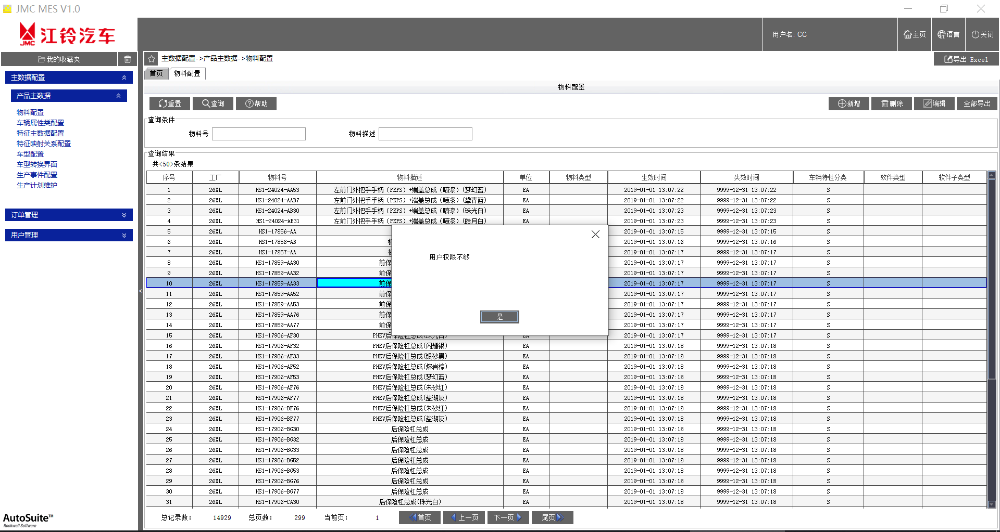 JMC MES V1.0
JMC 江铃汽车
用户名: CC
主页
语言
关闭
我的收藏夹
主数据配置->产品主数据->物料配置
导出 Excel
首页 物料配置
主数据配置
产品主数据
物料配置
车辆属性类配置
特征主数据配置
特征映射关系配置
车型配置
车型转换界面
生产事件配置
生产计划维护
订单管理
用户管理
物料配置
重置 查询 帮助 新增 删除 编辑 全部导出
查询条件
物料号 物料描述
查询结果
共<50>条结果
序号 工厂 物料号 物料描述 单位 物料类型 生效时间 失效时间 车辆特性分类 软件类型 软件子类型
1 26XL HS1-24024-AA53 左前门外把手手柄（PEPS）+端盖总成（喷漆）(梦幻蓝) EA 2019-01-01 13:07:22 9999-12-31 13:07:22 S
2 26XL HS1-24024-AAB7 左前门外把手手柄（PEPS）+端盖总成（喷漆）(黛青蓝) EA 2019-01-01 13:07:22 9999-12-31 13:07:22 S
3 26XL HS1-24024-AB30 左前门外把手手柄（PEPS）+端盖总成（喷漆）(珠光白) EA 2019-01-01 13:07:23 9999-12-31 13:07:23 S
4 26XL HS1-24024-AB31 左前门外把手手柄（PEPS）+端盖总成（喷漆）(皓月白) EA 2019-01-01 13:07:23 9999-12-31 13:07:23 S
5 26XL HS1-17856-AA 2019-01-01 13:07:15 9999-12-31 13:07:15 S
6 26XL HS1-17856-AB 2019-01-01 13:07:16 9999-12-31 13:07:16 S
7 26XL HS1-17857-AA 2019-01-01 13:07:17 9999-12-31 13:07:17 S
8 26XL HS1-17859-AA30 前保 2019-01-01 13:07:17 9999-12-31 13:07:17 S
9 26XL HS1-17859-AA32 前保 2019-01-01 13:07:17 9999-12-31 13:07:17 S
10 26XL HS1-17859-AA33 前保 2019-01-01 13:07:17 9999-12-31 13:07:17 S
11 26XL HS1-17859-AA52 前保 2019-01-01 13:07:17 9999-12-31 13:07:17 S
12 26XL HS1-17859-AA53 前保 2019-01-01 13:07:17 9999-12-31 13:07:17 S
13 26XL HS1-17859-AA76 前保 2019-01-01 13:07:17 9999-12-31 13:07:17 S
14 26XL HS1-17859-AA77 前保 2019-01-01 13:07:17 9999-12-31 13:07:17 S
15 26XL HS1-17906-AF30 PHEV后保险杠总成(珠光白) EA 2019-01-01 13:07:17 9999-12-31 13:07:17 S
16 26XL HS1-17906-AF32 PHEV后保险杠总成(闪耀银) EA 2019-01-01 13:07:18 9999-12-31 13:07:18 S
17 26XL HS1-17906-AF33 PHEV后保险杠总成(银砂黑) EA 2019-01-01 13:07:18 9999-12-31 13:07:18 S
18 26XL HS1-17906-AF52 PHEV后保险杠总成(熔岩棕) EA 2019-01-01 13:07:18 9999-12-31 13:07:18 S
19 26XL HS1-17906-AF53 PHEV后保险杠总成(梦幻蓝) EA 2019-01-01 13:07:18 9999-12-31 13:07:18 S
20 26XL HS1-17906-AF76 PHEV后保险杠总成(朱砂红) EA 2019-01-01 13:07:18 9999-12-31 13:07:18 S
21 26XL HS1-17906-AF77 PHEV后保险杠总成(盐湖灰) EA 2019-01-01 13:07:18 9999-12-31 13:07:18 S
22 26XL HS1-17906-BF76 PHEV后保险杠总成(朱砂红) EA 2019-01-01 13:07:18 9999-12-31 13:07:18 S
23 26XL HS1-17906-BF77 PHEV后保险杠总成(盐湖灰) EA 2019-01-01 13:07:18 9999-12-31 13:07:18 S
24 26XL HS1-17906-BG30 后保险杠总成 EA 2019-01-01 13:07:18 9999-12-31 13:07:18 S
25 26XL HS1-17906-BG32 后保险杠总成 EA 2019-01-01 13:07:18 9999-12-31 13:07:18 S
26 26XL HS1-17906-BG33 后保险杠总成 EA 2019-01-01 13:07:18 9999-12-31 13:07:18 S
27 26XL HS1-17906-BG52 后保险杠总成 EA 2019-01-01 13:07:18 9999-12-31 13:07:18 S
28 26XL HS1-17906-BG53 后保险杠总成 EA 2019-01-01 13:07:18 9999-12-31 13:07:18 S
29 26XL HS1-17906-BG76 后保险杠总成 EA 2019-01-01 13:07:18 9999-12-31 13:07:18 S
30 26XL HS1-17906-BG77 后保险杠总成 EA 2019-01-01 13:07:18 9999-12-31 13:07:18 S
31 26XL HS1-17906-CA30 后保险杠总成(珠光白) EA 2019-01-01 13:07:18 9999-12-31 13:07:18 S
用户权限不够
是
总记录数: 14929 总页数: 299 当前页: 1 首页 上一页 下一页 尾页
AutoSuite™
Rockwell Software